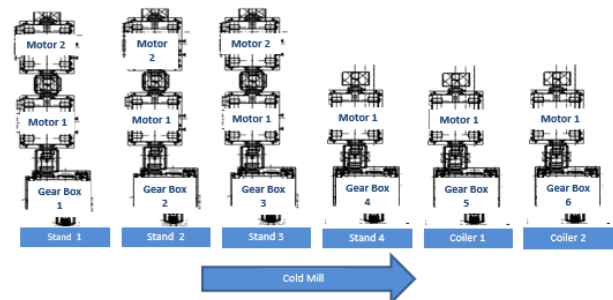 Motor 2
Motor
2
Motor 2
Motor 1
Motor 1
Motor 1
Motor 1
Motor 1
Motor 1
Gear Box
1
Gear Box
2
Gear Box
3
Gear Box
4
Gear Box
5
Gear Box
6
Stand 1
Stand 2
Stand 3
Stand 4
Coiler 1
Coiler 2
Cold Mill